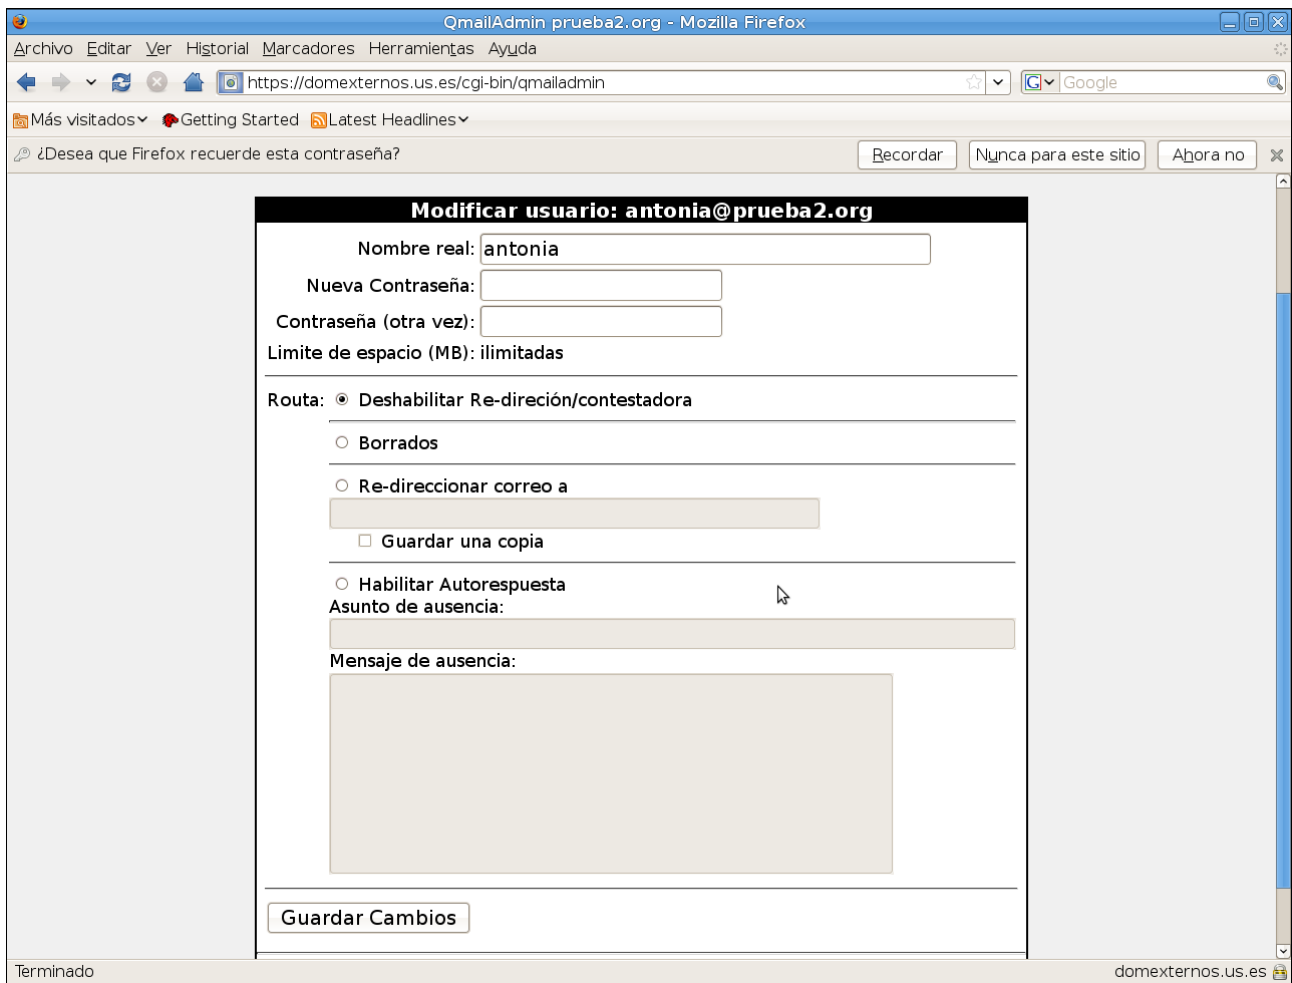 QmailAdmin prueba2.org - Mozilla Firefox
Archivo Editar Ver Historial Marcadores Herramientas Ayuda
https://domexternos.us.es/cgi-bin/qmailadmin G Google
Más visitados Getting Started Latest Headlines
¿Desea que Firefox recuerde esta contraseña? Recordar Nunca para este sitio Ahora no
Modificar usuario: antonia@prueba2.org
Nombre real: antonia
Nueva Contraseña:
Contraseña (otra vez):
Limite de espacio (MB): ilimitadas
Routa: Deshabilitar Re-direción/contestadora
Borrados
Re-direccionar correo a
Guardar una copia
Habilitar Autorespuesta
Asunto de ausencia:
Mensaje de ausencia:
Guardar Cambios
Terminado domexternos.us.es